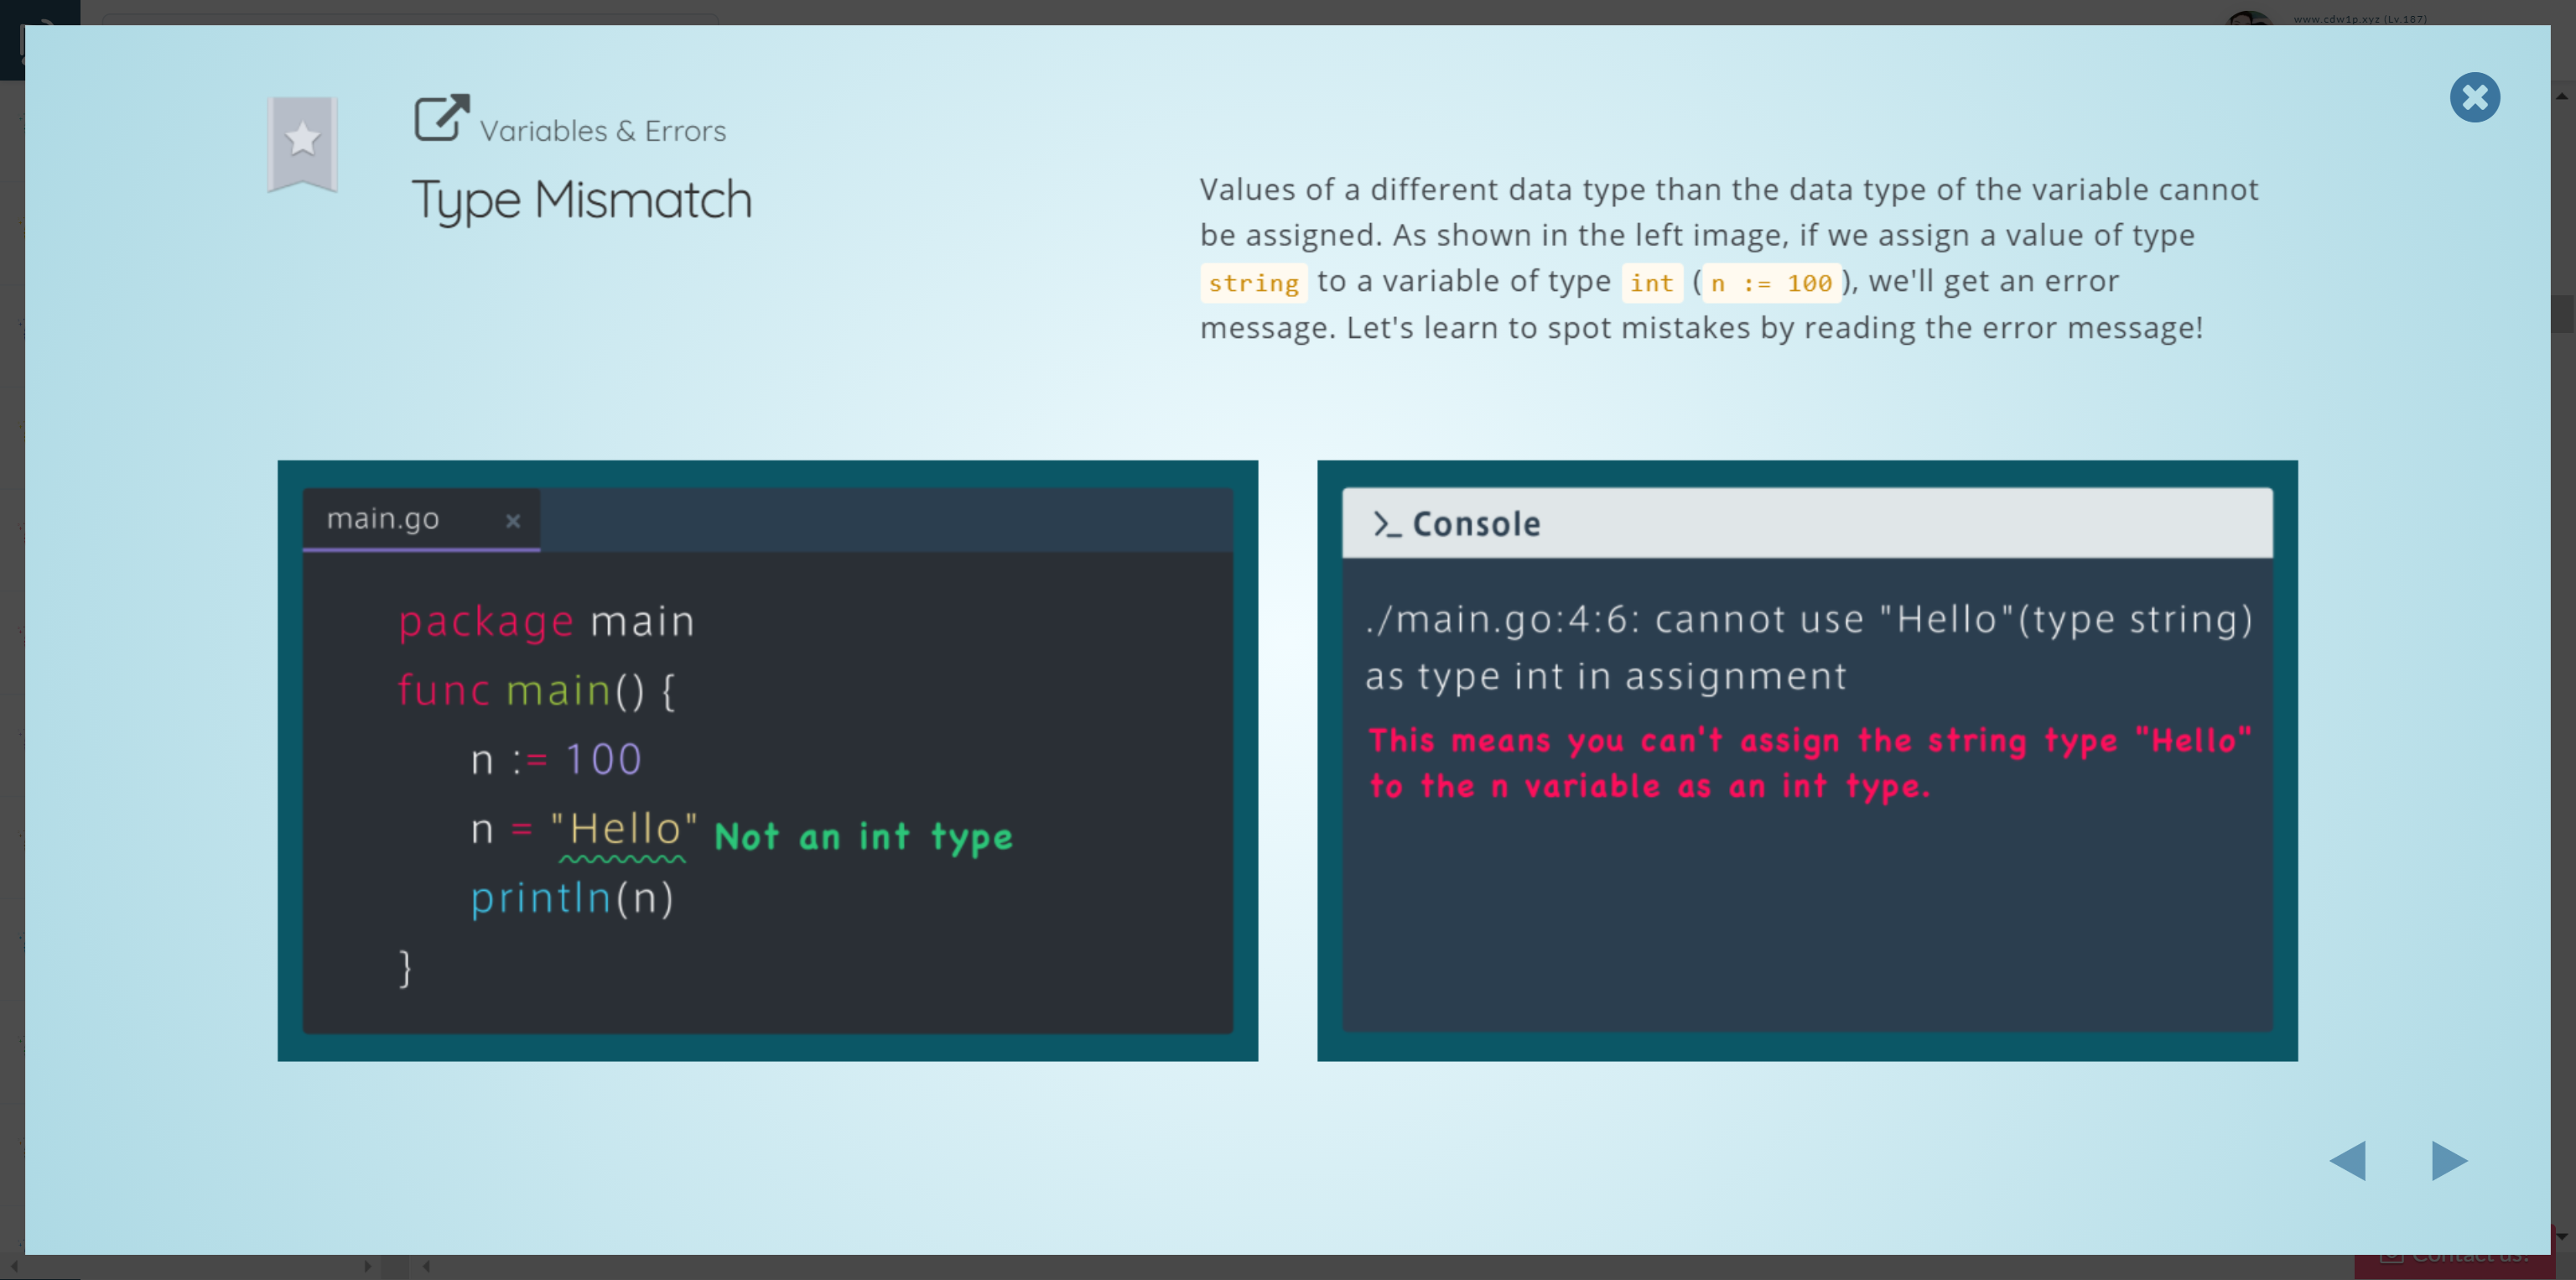 www.cdw1p.xyz (Lv.187)
Variables & Errors
Type Mismatch
Values of a different data type than the data type of the variable cannot
be assigned. As shown in the left image, if we assign a value of type
string to a variable of type int ( n := 100 ), we'll get an error
message. Let's learn to spot mistakes by reading the error message!
main.go ×
package main
func main() {
n := 100
n = "Hello" Not an int type
println(n)
}
>_ Console
./main.go:4:6: cannot use "Hello"(type string)
as type int in assignment
This means you can't assign the string type "Hello"
to the n variable as an int type.
Contact us!